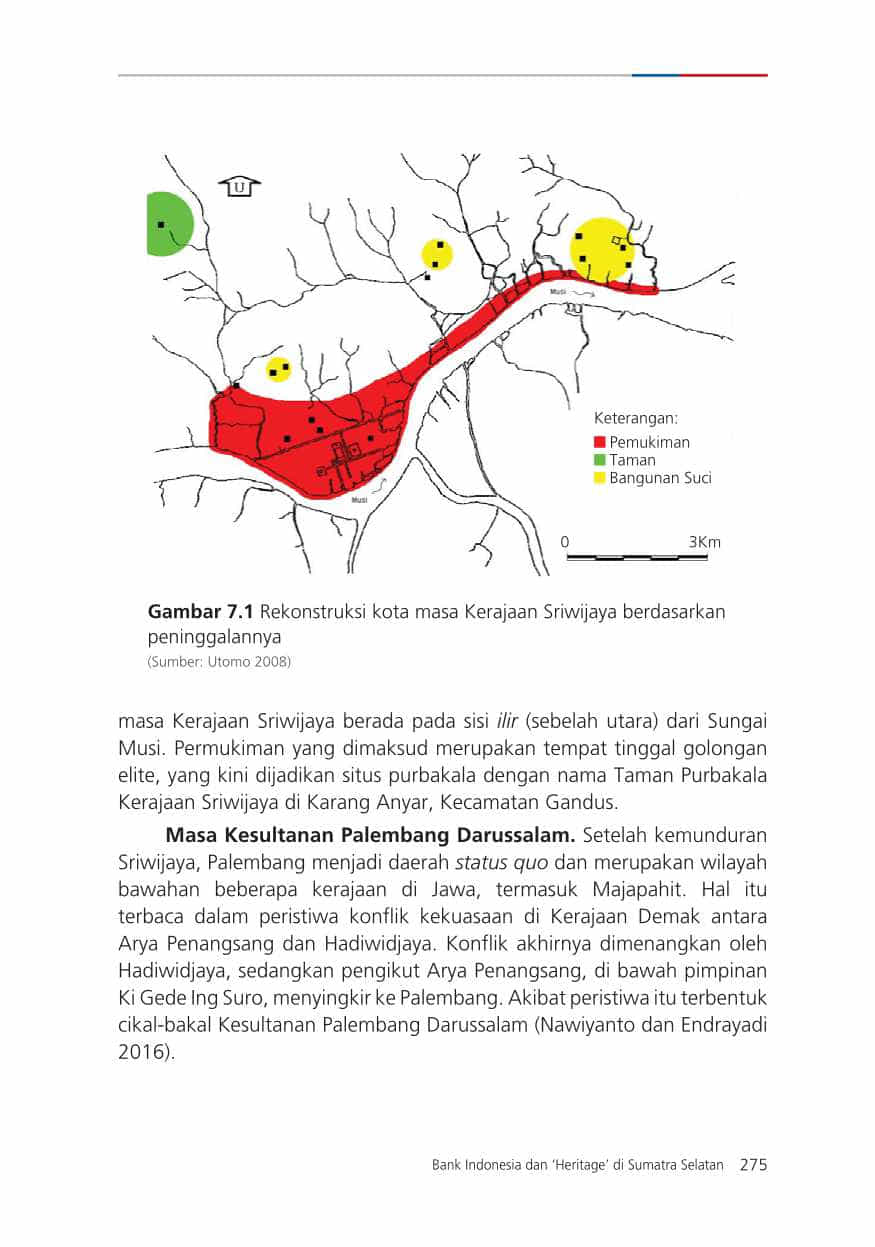 U
Musi
Keterangan:
Pemukiman
Taman
Bangunan Suci
Musi
0 3Km
Gambar 7.1 Rekonstruksi kota masa Kerajaan Sriwijaya berdasarkan
peninggalannya
(Sumber: Utomo 2008)
masa Kerajaan Sriwijaya berada pada sisi ilir (sebelah utara) dari Sungai
Musi. Permukiman yang dimaksud merupakan tempat tinggal golongan
elite, yang kini dijadikan situs purbakala dengan nama Taman Purbakala
Kerajaan Sriwijaya di Karang Anyar, Kecamatan Gandus.
Masa Kesultanan Palembang Darussalam. Setelah kemunduran
Sriwijaya, Palembang menjadi daerah status quo dan merupakan wilayah
bawahan beberapa kerajaan di Jawa, termasuk Majapahit. Hal itu
terbaca dalam peristiwa konflik kekuasaan di Kerajaan Demak antara
Arya Penangsang dan Hadiwidjaya. Konflik akhirnya dimenangkan oleh
Hadiwidjaya, sedangkan pengikut Arya Penangsang, di bawah pimpinan
Ki Gede Ing Suro, menyingkir ke Palembang. Akibat peristiwa itu terbentuk
cikal-bakal Kesultanan Palembang Darussalam (Nawiyanto dan Endrayadi
2016).
Bank Indonesia dan ‘Heritage’ di Sumatra Selatan 275